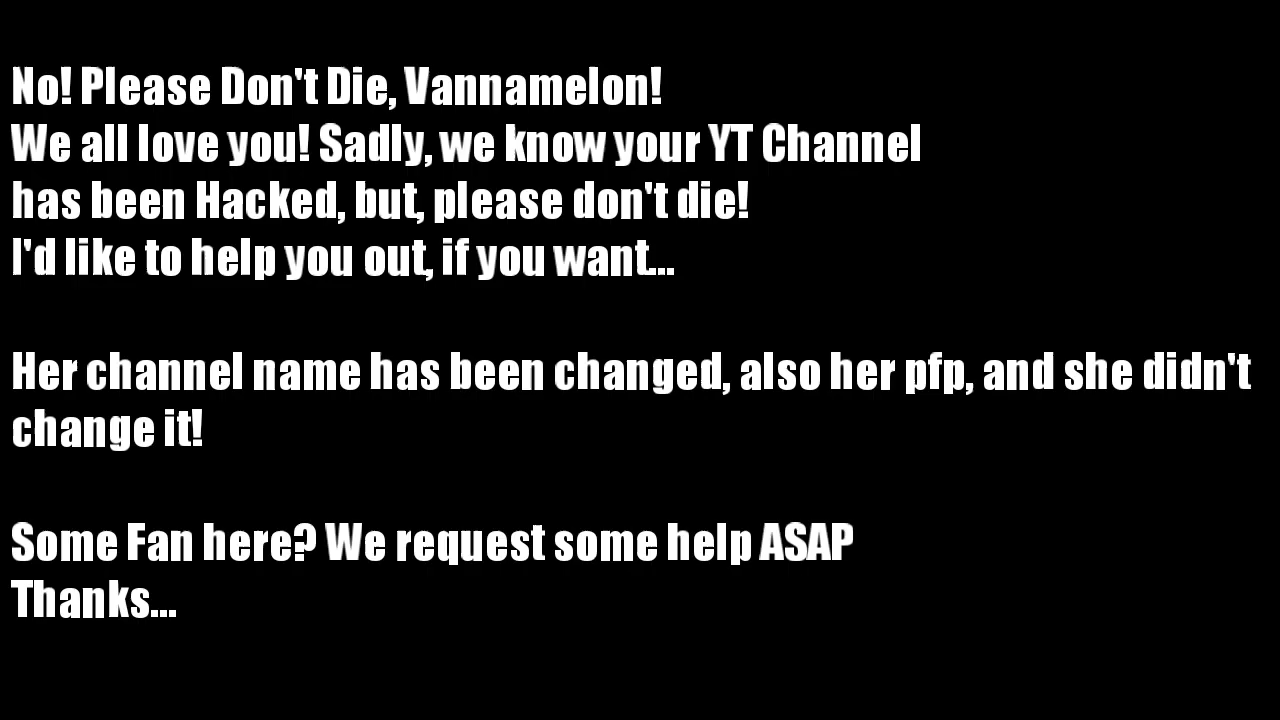 No! Please Don't Die, Vannamelon!
We all love you! Sadly, we know your YT Channel
has been Hacked, but, please don't die!
I'd like to help you out, if you want...
Her channel name has been changed, also her pfp, and she didn't
change it!
Some Fan here? We request some help ASAP
Thanks...